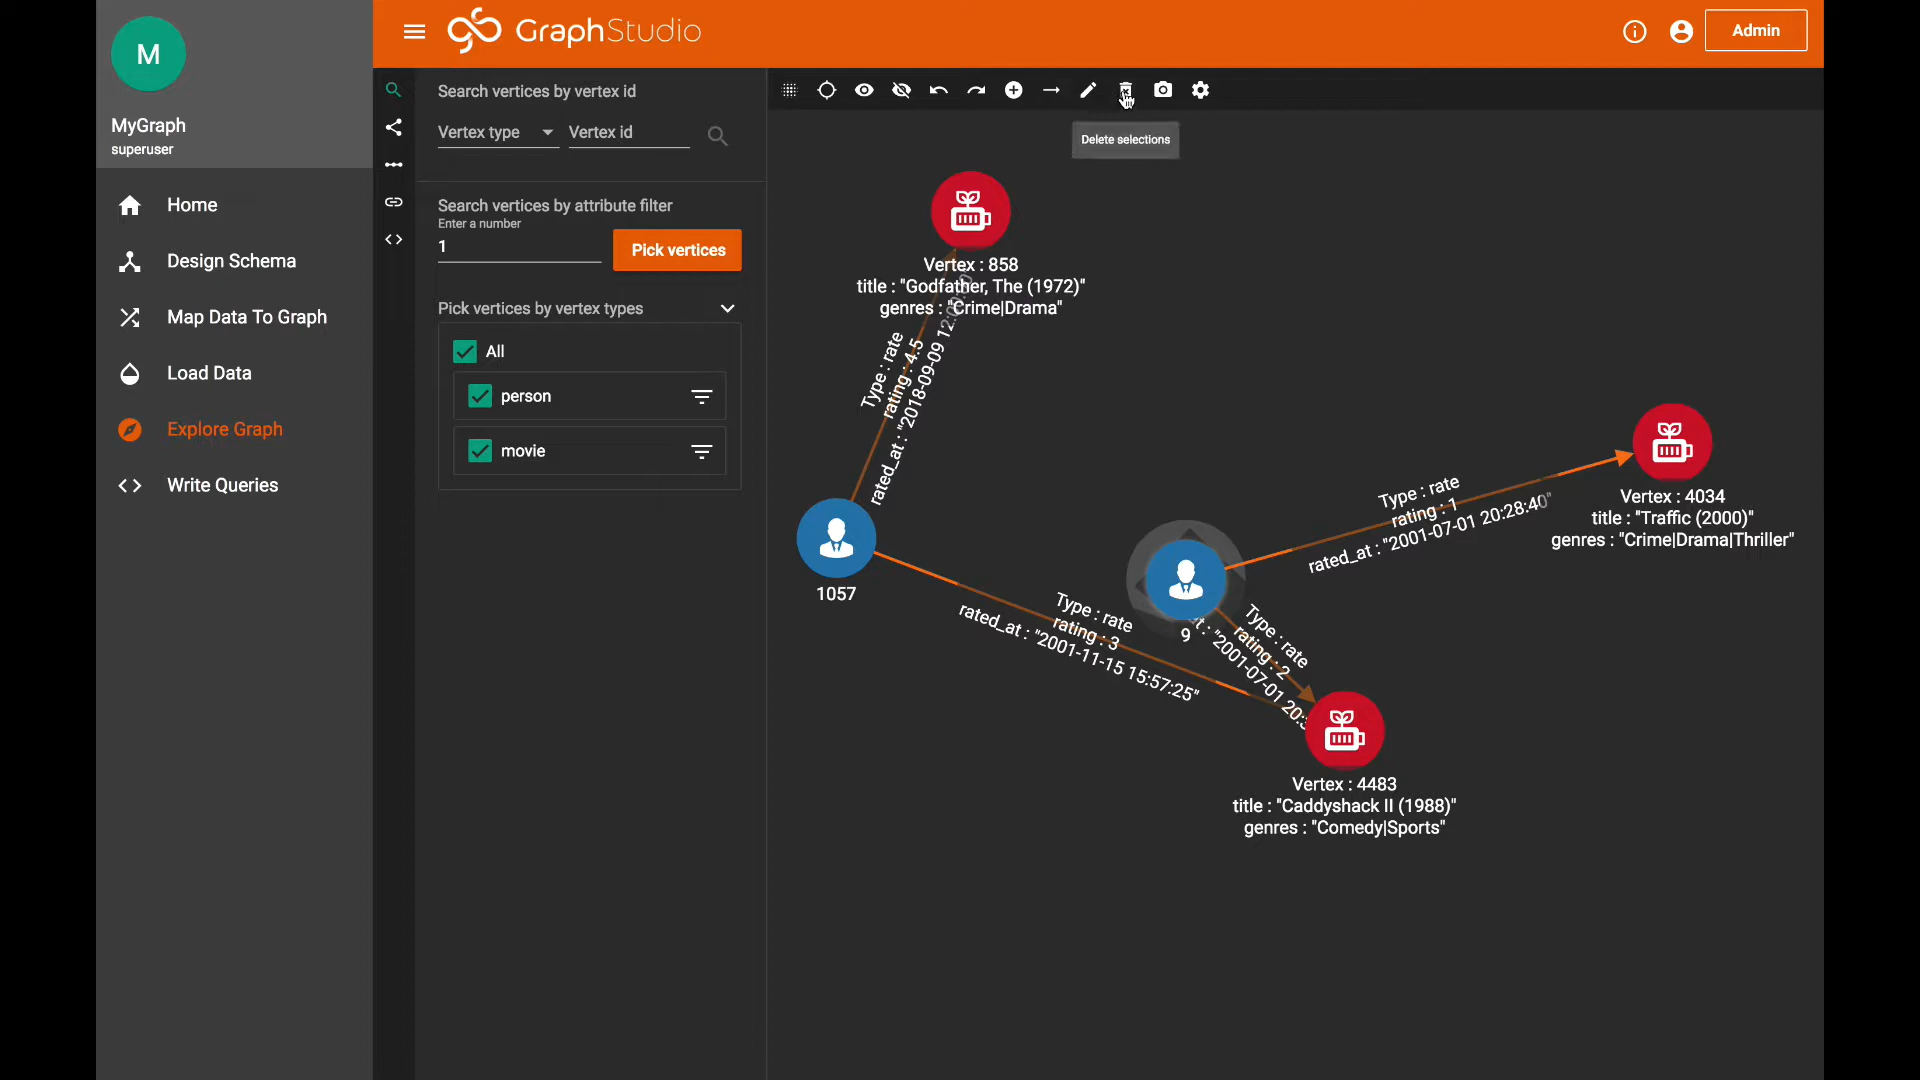 M
MyGraph
superuser
Home
Design Schema
Map Data To Graph
Load Data
Explore Graph
Write Queries
GraphStudio
Admin
Search vertices by vertex id
Vertex type
Vertex id
Search vertices by attribute filter
Enter a number
1
Pick vertices
Pick vertices by vertex types
All
person
movie
Delete selections
Vertex : 858
title : "Godfather, The (1972)"
genres : "Crime|Drama"
Type : rate
rating : 4.5
rated_at : "2018-09-09
1057
Type : rate
rating : 3
rated_at : "2001-11-15 15:57:25"
9
Type : rate
rating : 1
rated_at : "2001-07-01 20:28:40"
Vertex : 4034
title : "Traffic (2000)"
genres : "Crime|Drama|Thriller"
Type : rate
rating : 2
"2001-07-01
Vertex : 4483
title : "Caddyshack II (1988)"
genres : "Comedy|Sports"